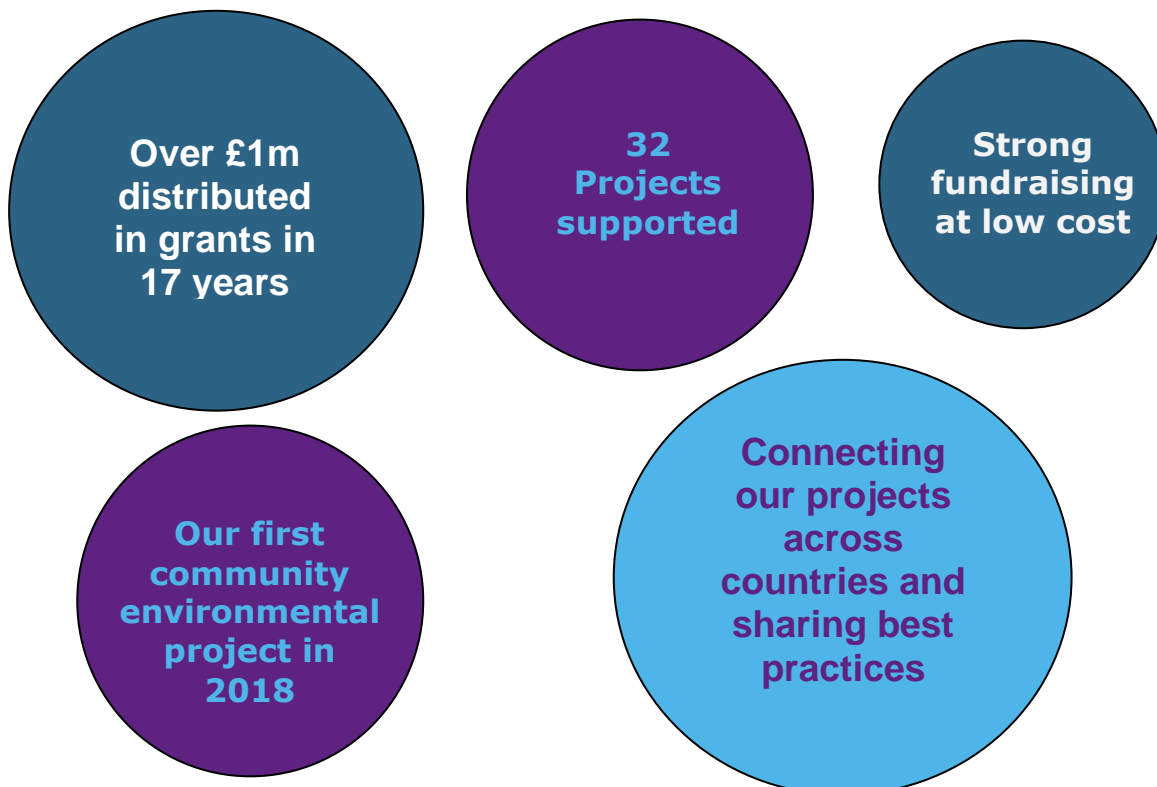 Over £1m
distributed
in grants in
17 years
32
Projects
supported
Strong
fundraising
at low cost
Our first
community
environmental
project in
2018
Connecting
our projects
across
countries and
sharing best
practices